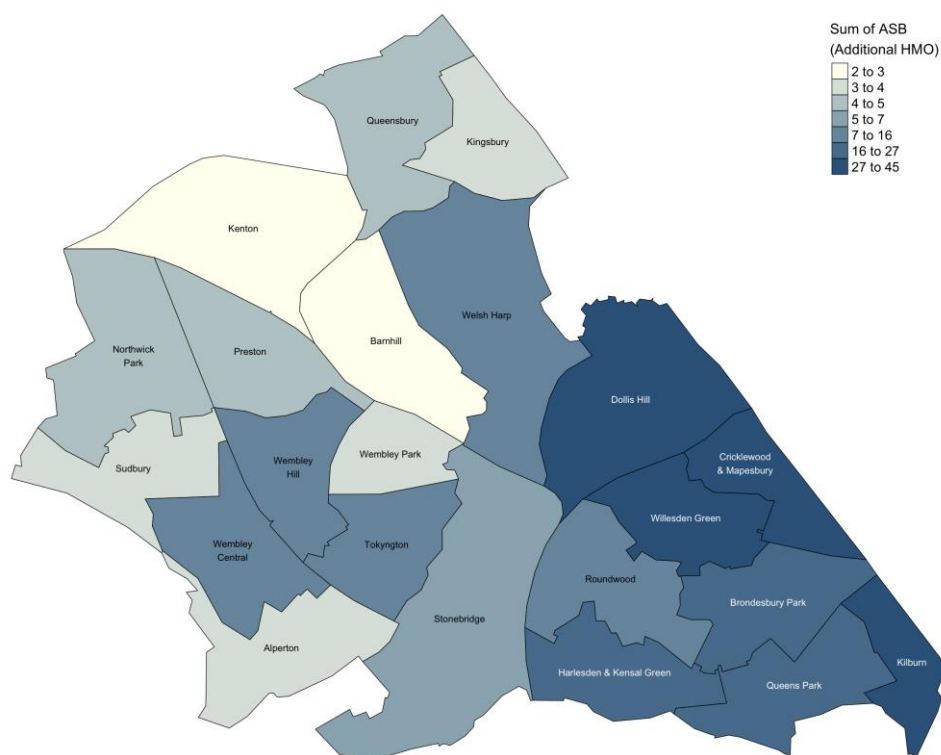 Sum of ASB
(Additional HMO)
2 to 3
3 to 4
4 to 5
5 to 7
7 to 16
16 to 27
27 to 45
Queensbury
Kingsbury
Kenton
Welsh Harp
Barnhill
Northwick
Park
Preston
Dollis Hill
Sudbury
Wembley
Hill
Wembley Park
Cricklewood
& Mapesbury
Willesden Green
Wembley
Central
Tokyngton
Roundwood
Brondesbury Park
Stonebridge
Alperton
Harlesden & Kensal Green
Kilburn
Queens Park